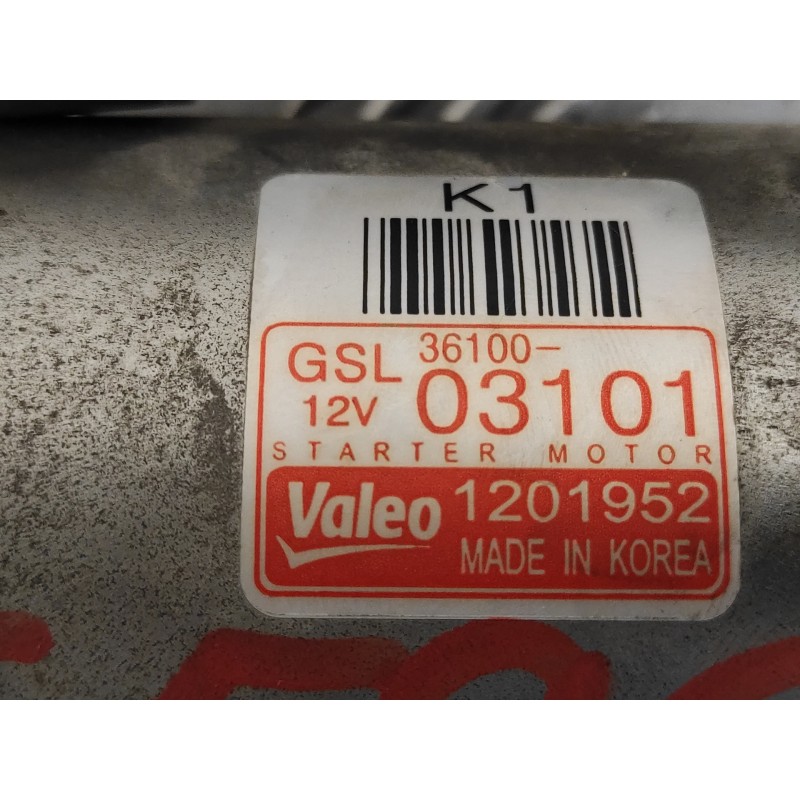 K1
GSL 36100-
12V 03101
STARTER MOTOR
Valeo 1201952
MADE IN KOREA